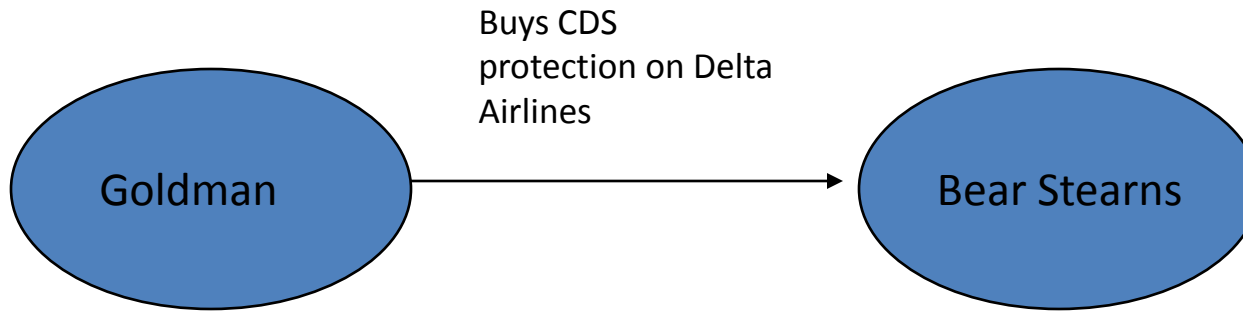 Buys CDS
protection on Delta
Airlines
Goldman
Bear Stearns